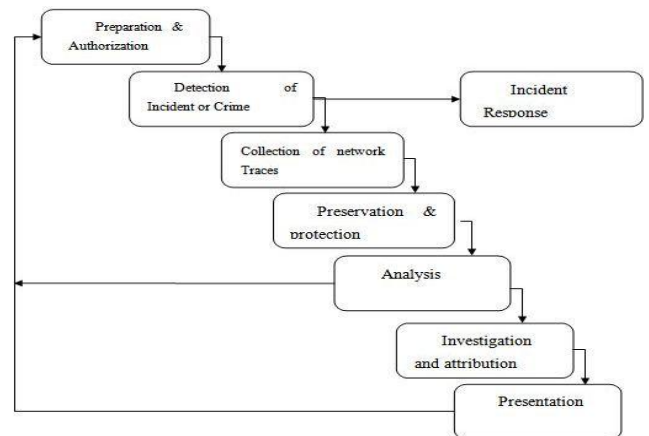 Preparation &
Authorization
Detection of
Incident or Crime
Incident
Response
Collection of network
Traces
Preservation &
protection
Analysis
Investigation
and attribution
Presentation